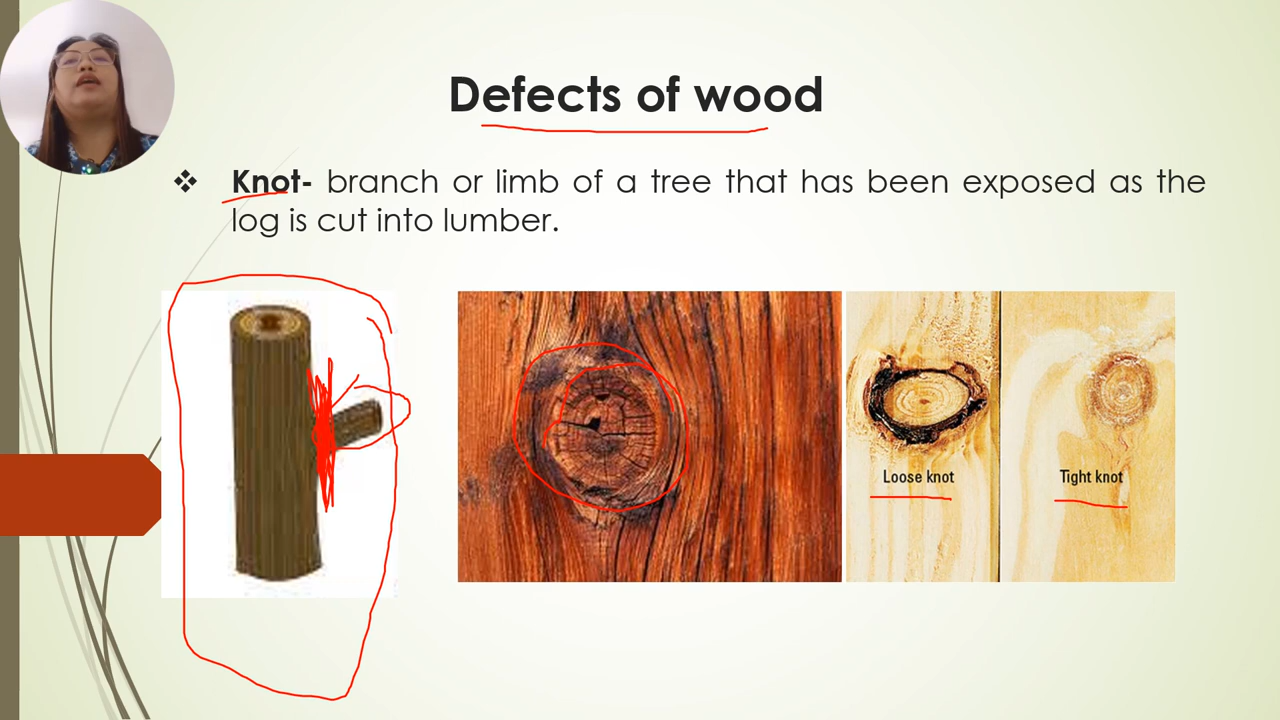 Defects of wood
❖ Knot- branch or limb of a tree that has been exposed as the
log is cut into lumber.
Loose knot
Tight knot